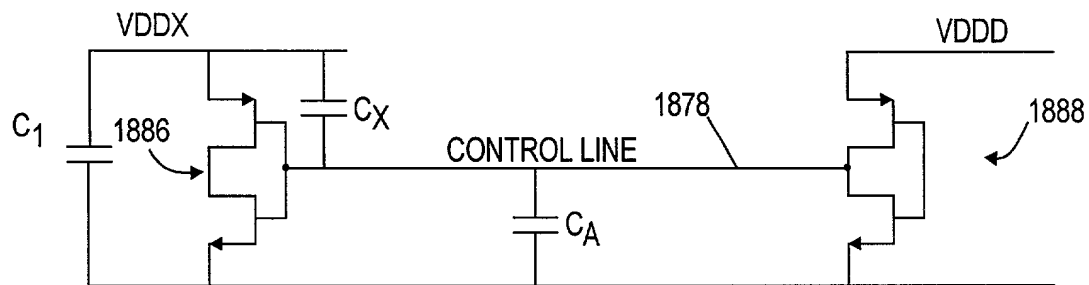 VDDX
VDDD
C1
1886
CX
1878
1888
CONTROL LINE
CA